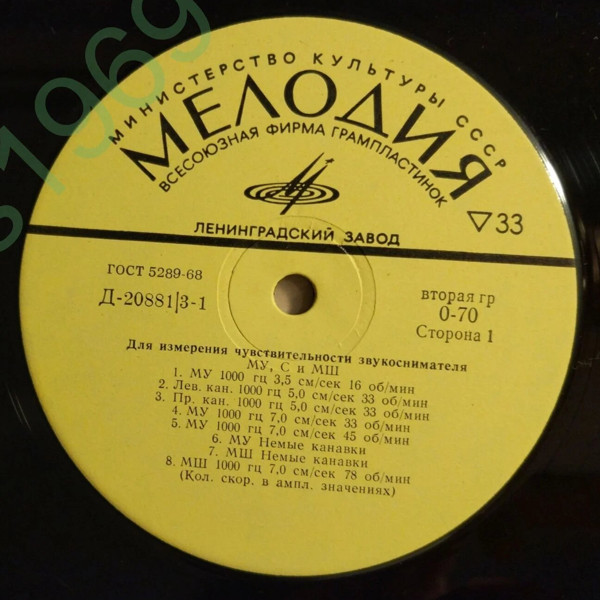 МИНИСТЕРСТВО КУЛЬТУРЫ СССР
МЕЛОДИЯ
ВСЕСОЮЗНАЯ ФИРМА ГРАМПЛАСТИНОК
33
ЛЕНИНГРАДСКИЙ ЗАВОД
ГОСТ 5289-68
Д-20881/3-1
вторая гр
0-70
Сторона 1
Для измерения чувствительности звукоснимателя
МУ, С и МШ
1. МУ 1000 гц 3,5 см/сек 16 об/мин
2. Лев. кан. 1000 гц 5,0 см/сек 33 об/мин
3. Пр. кан. 1000 гц 5,0 см/сек 33 об/мин
4. МУ 1000 гц 7,0 см/сек 33 об/мин
5. МУ 1000 гц 7,0 см/сек 45 об/мин
6. МУ Немые канавки
7. МШ Немые канавки
8. МШ 1000 гц 7,0 см/сек 78 об/мин
(Кол. скор. в ампл. значениях)